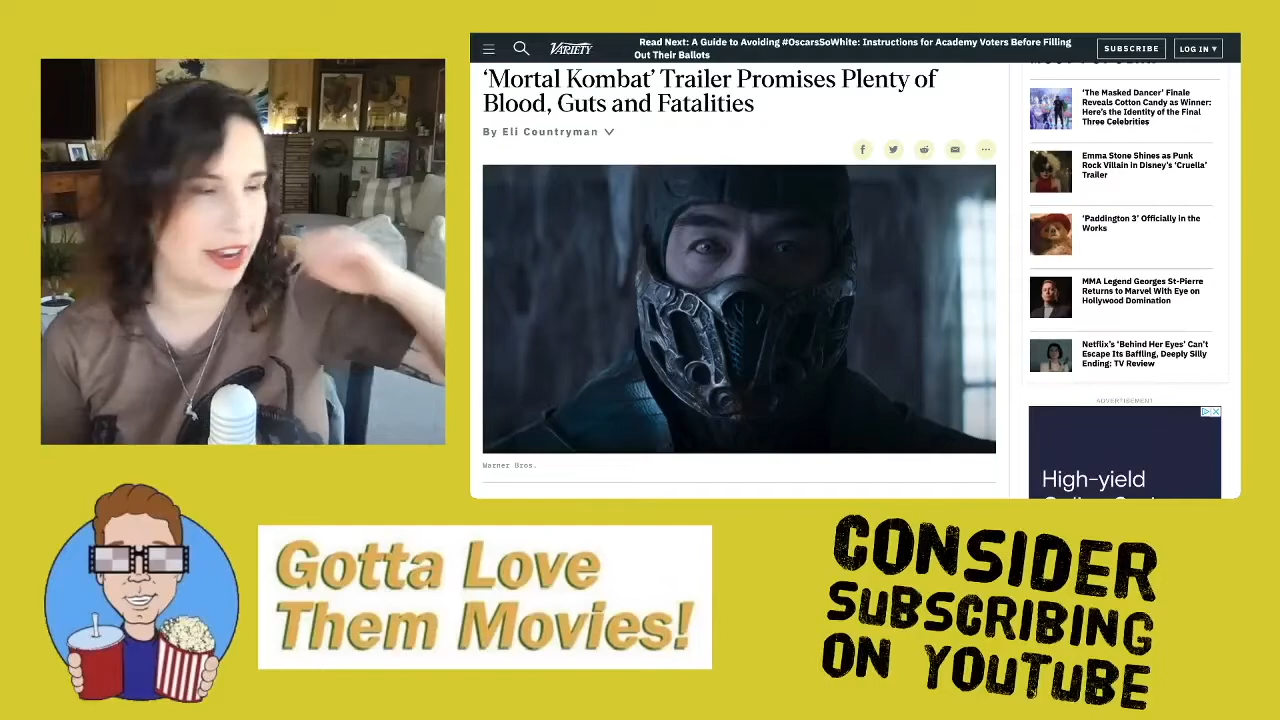 VARIETY
Read Next: A Guide to Avoiding #OscarsSoWhite: Instructions for Academy Voters Before Filling
Out Their Ballots
SUBSCRIBE
LOG IN ▾
‘Mortal Kombat’ Trailer Promises Plenty of
Blood, Guts and Fatalities
By Eli Countryman
Warner Bros.
‘The Masked Dancer’ Finale
Reveals Cotton Candy as Winner:
Here's the Identity of the Final
Three Celebrities
Emma Stone Shines as Punk
Rock Villain in Disney's ‘Cruella’
Trailer
‘Paddington 3’ Officially in the
Works
MMA Legend Georges St-Pierre
Returns to Marvel With Eye on
Hollywood Domination
Netflix's ‘Behind Her Eyes’ Can't
Escape Its Baffling, Deeply Silly
Ending: TV Review
ADVERTISEMENT
High-yield
Gotta Love
Them Movies!
CONSIDER
SUBSCRIBING
ON YOUTUBE